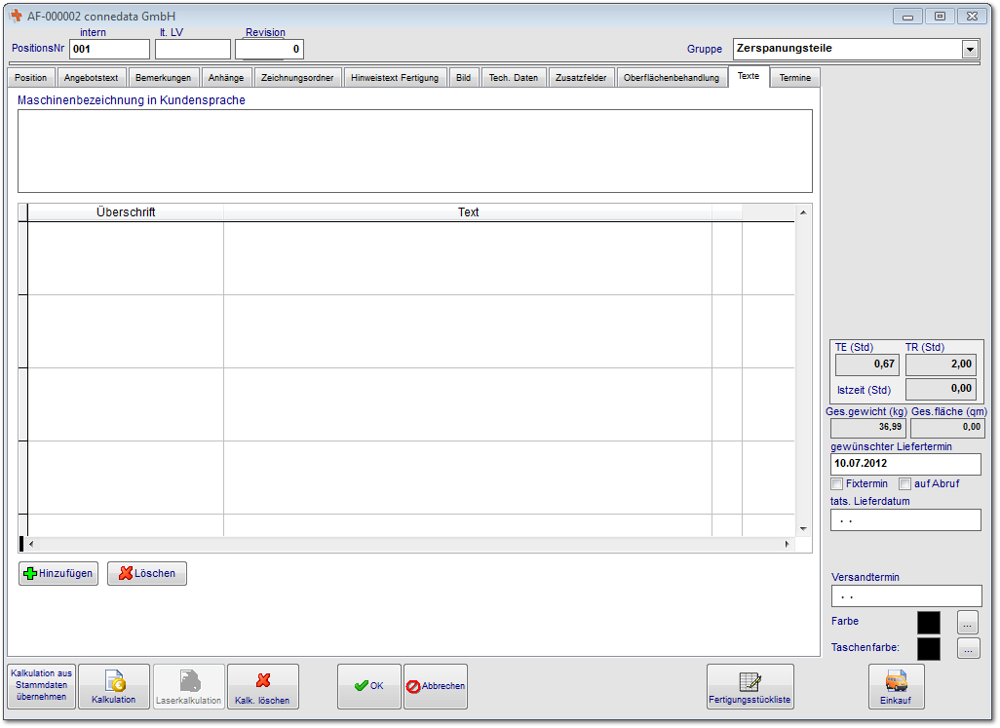 AF-000002 connedata GmbH
intern lt. LV Revision
PositionsNr 001 0 Gruppe Zerspanungsteile
Position Angebotstext Bemerkungen Anhänge Zeichnungsordner Hinweistext Fertigung Bild Tech. Daten Zusatzfelder Oberflächenbehandlung Texte Termine
Maschinenbezeichnung in Kundensprache
Überschrift Text
TE (Std) TR (Std)
0,67 2,00
Istzeit (Std) 0,00
Ges.gewicht (kg) Ges.fläche (qm)
36,99 0,00
gewünschter Liefertermin
10.07.2012
Fixtermin auf Abruf
tats. Lieferdatum
. .
Hinzufügen Löschen
Versandtermin
. .
Farbe ...
Taschenfarbe: ...
Kalkulation aus
Stammdaten
übernehmen
Kalkulation
Laserkalkulation
Kalk. löschen
OK
Abbrechen
Fertigungsstückliste
Einkauf